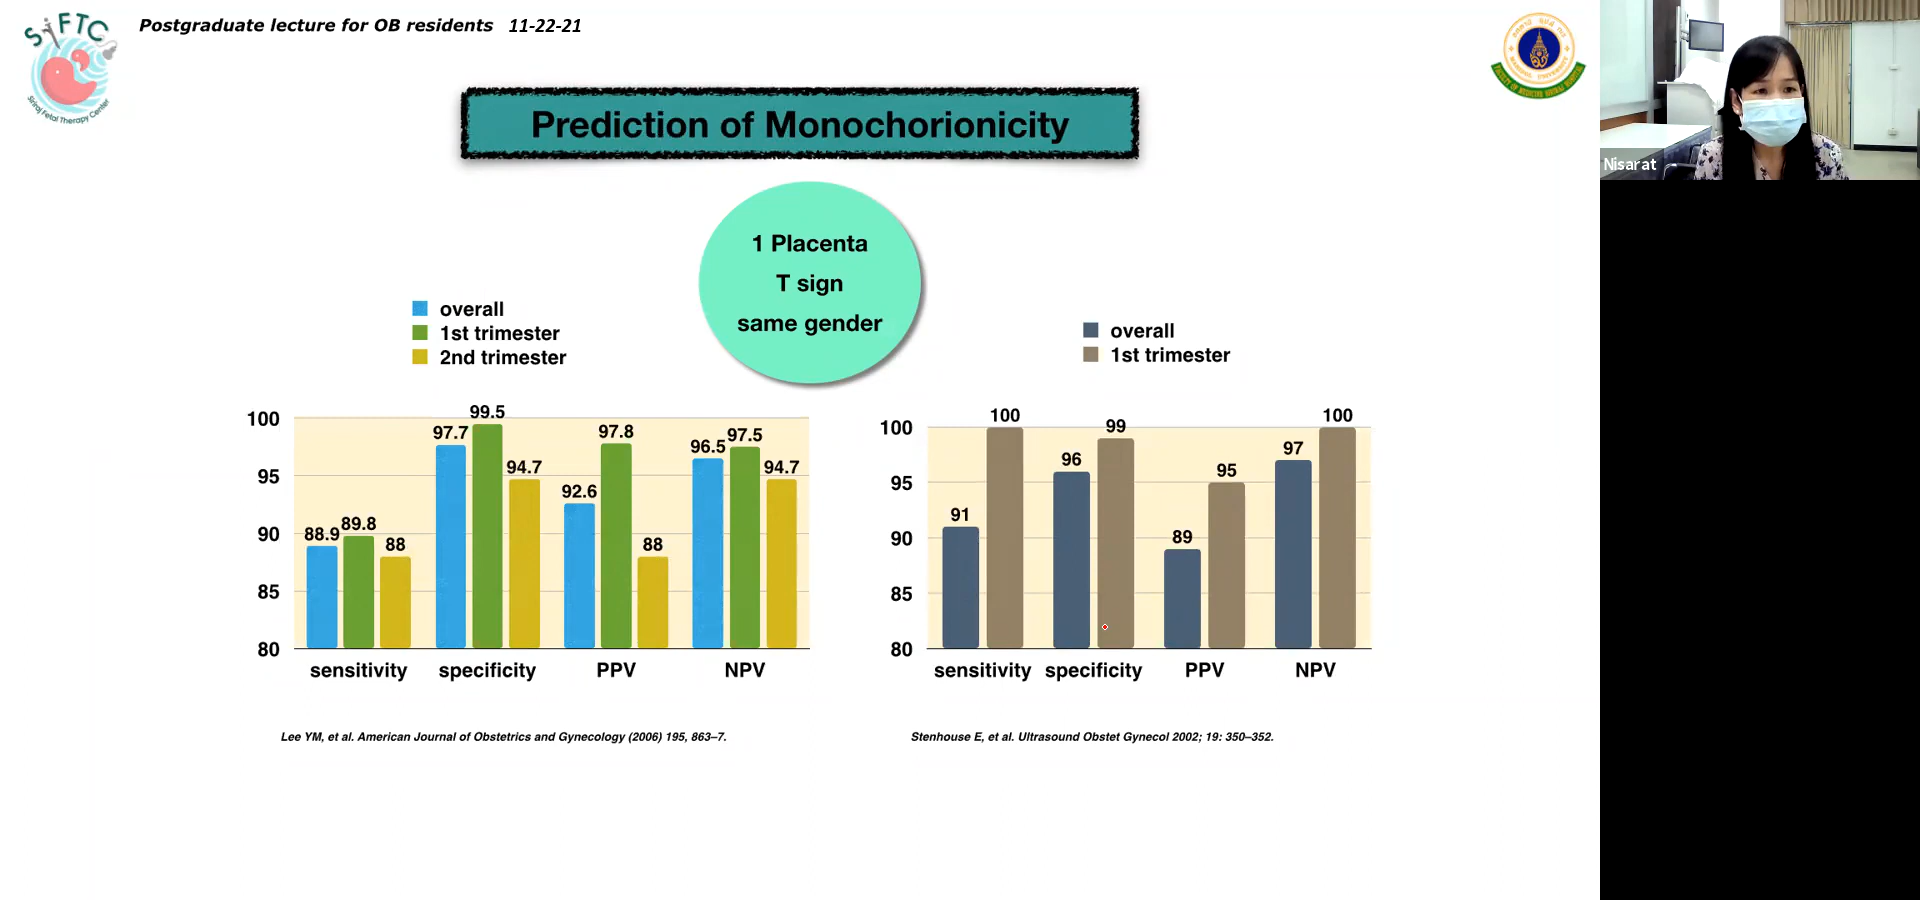 SiFTC
Siriraj Fetal Therapy Center
Postgraduate lecture for OB residents 11-22-21
Prediction of Monochorionicity
1 Placenta
T sign
same gender
overall
1st trimester
2nd trimester
100
95
90
85
80
88.9
89.8
88
97.7
99.5
94.7
92.6
97.8
88
96.5
97.5
94.7
sensitivity
specificity
PPV
NPV
Lee YM, et al. American Journal of Obstetrics and Gynecology (2006) 195, 863–7.
overall
1st trimester
100
95
90
85
80
91
100
96
99
89
95
97
100
sensitivity
specificity
PPV
NPV
Stenhouse E, et al. Ultrasound Obstet Gynecol 2002; 19: 350–352.
Nisarat